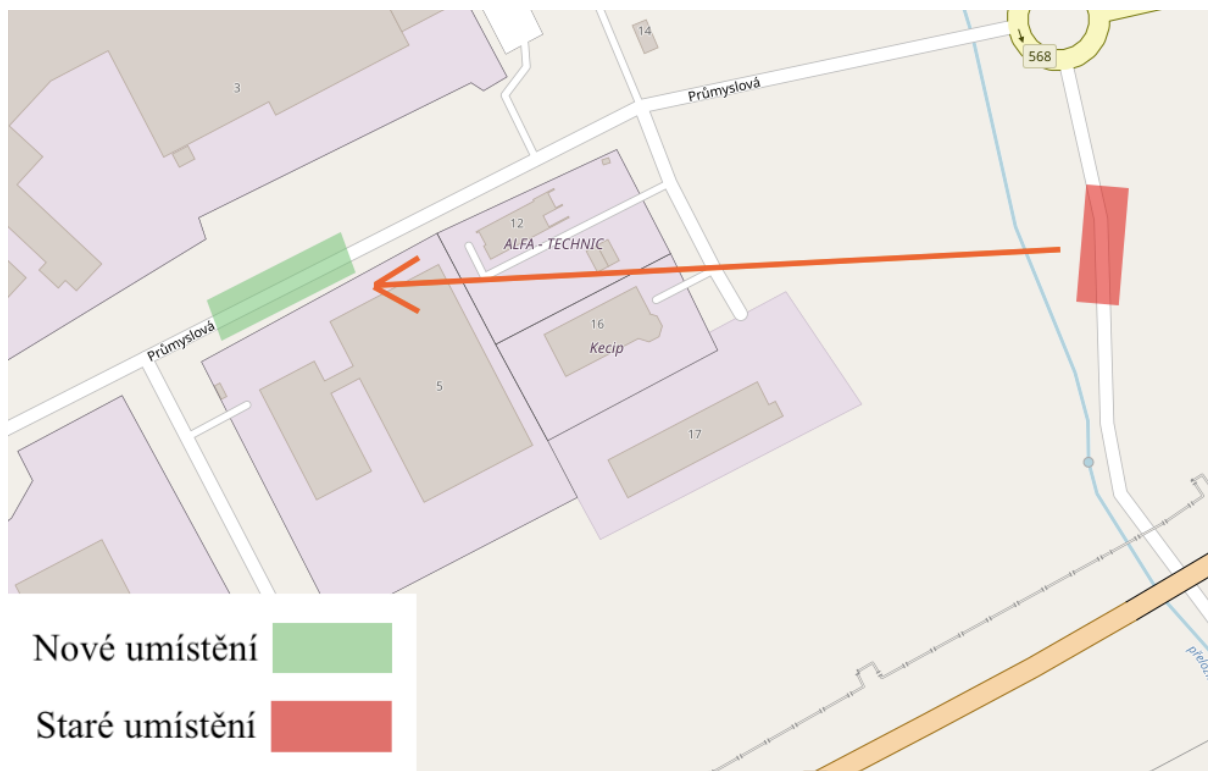 14
568
3
Průmyslová
12
ALFA - TECHNIC
16
Kecip
Průmyslová
5
17
Nové umístění
Staré umístění